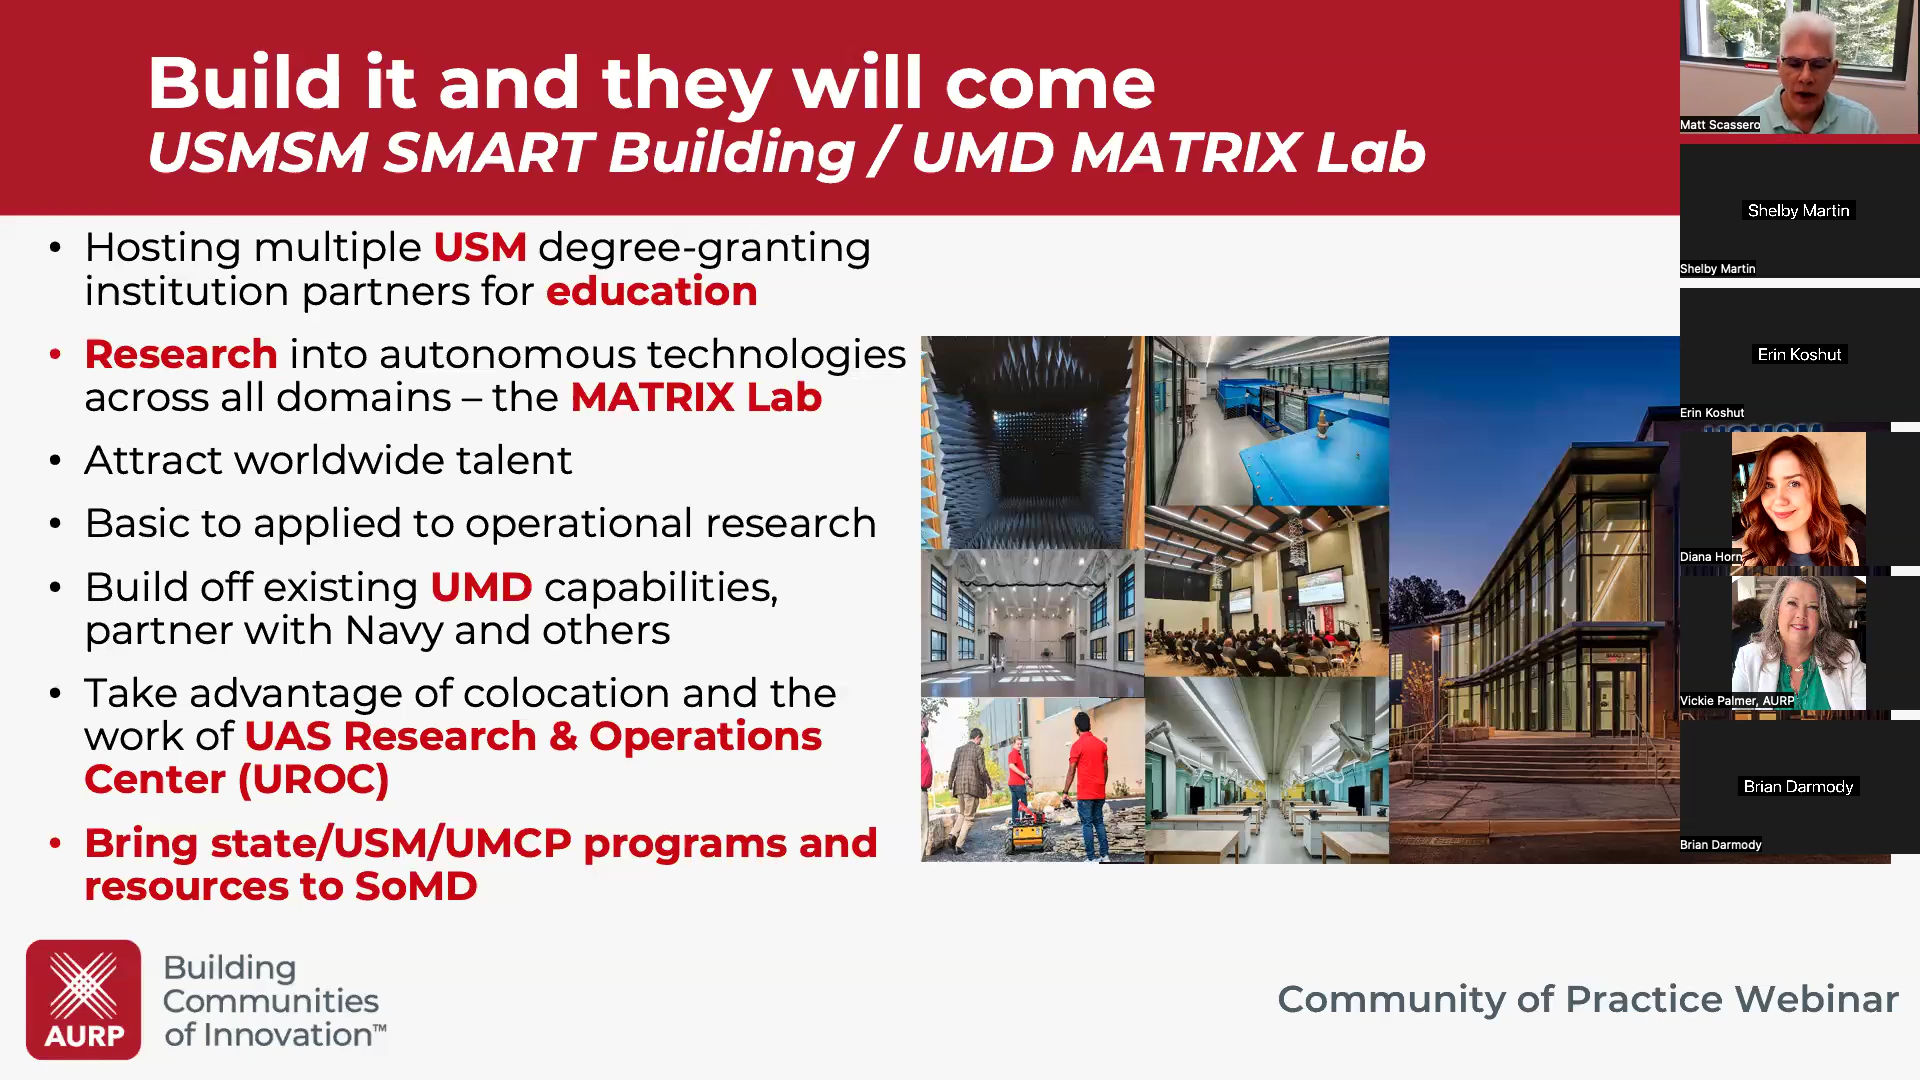 Build it and they will come
USMSM SMART Building / UMD MATRIX Lab
• Hosting multiple USM degree-granting
institution partners for education
• Research into autonomous technologies
across all domains – the MATRIX Lab
• Attract worldwide talent
• Basic to applied to operational research
• Build off existing UMD capabilities,
partner with Navy and others
• Take advantage of colocation and the
work of UAS Research & Operations
Center (UROC)
• Bring state/USM/UMCP programs and
resources to SoMD
AURP
Building
Communities
of Innovation™
Community of Practice Webinar
Matt Scassero
Shelby Martin
Shelby Martin
Erin Koshut
Erin Koshut
Diana Horn
Vickie Palmer, AURP
Brian Darmody
Brian Darmody